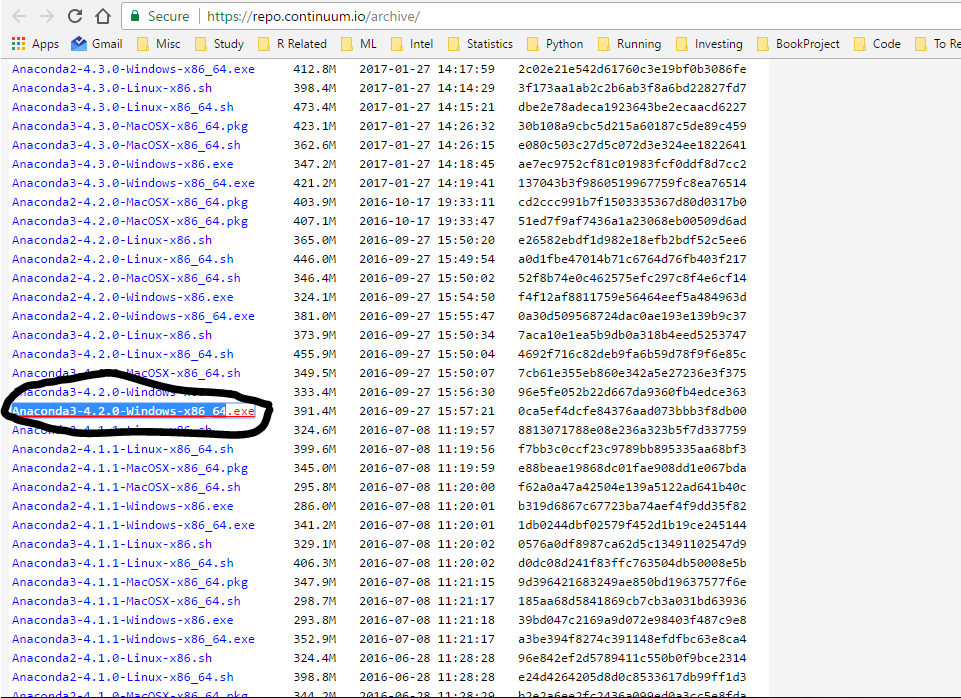 Secure https://repo.continuum.io/archive/
Apps Gmail Misc Study R Related ML Intel Statistics Python Running Investing BookProject Code To Re
Anaconda2-4.3.0-Windows-x86_64.exe 412.8M 2017-01-27 14:17:59 2c02e21e542d61760c3e19bf0b3086fe
Anaconda3-4.3.0-Linux-x86.sh 398.4M 2017-01-27 14:14:29 3f173aa1ab2c2b6ab3f8a6bd22827fd7
Anaconda3-4.3.0-Linux-x86_64.sh 473.4M 2017-01-27 14:15:21 dbe2e78adeca1923643be2ecaacd6227
Anaconda3-4.3.0-MacOSX-x86_64.pkg 423.1M 2017-01-27 14:26:32 30b108a9cbc5d215a60187c5de89c459
Anaconda3-4.3.0-MacOSX-x86_64.sh 362.6M 2017-01-27 14:26:15 e080c503c27d5c072d3e324ee1822641
Anaconda3-4.3.0-Windows-x86.exe 347.2M 2017-01-27 14:18:45 ae7ec9752cf81c01983fcf0ddf8d7cc2
Anaconda3-4.3.0-Windows-x86_64.exe 421.2M 2017-01-27 14:19:41 137043b3f9860519967759fc8ea76514
Anaconda2-4.2.0-MacOSX-x86_64.pkg 403.9M 2016-10-17 19:33:11 cd2ccc991b7f1503335367d80d0317b0
Anaconda3-4.2.0-MacOSX-x86_64.pkg 407.1M 2016-10-17 19:33:47 51ed7f9af7436a1a23068eb00509d6ad
Anaconda2-4.2.0-Linux-x86.sh 365.0M 2016-09-27 15:50:20 e26582ebdf1d982e18efb2bdf52c5ee6
Anaconda2-4.2.0-Linux-x86_64.sh 446.0M 2016-09-27 15:49:54 a0d1fbe47014b71c6764d76fb403f217
Anaconda2-4.2.0-MacOSX-x86_64.sh 346.4M 2016-09-27 15:50:02 52f8b74e0c462575efc297c8f4e6cf14
Anaconda2-4.2.0-Windows-x86.exe 324.1M 2016-09-27 15:54:50 f4f12af8811759e56464eef5a484963d
Anaconda2-4.2.0-Windows-x86_64.exe 381.0M 2016-09-27 15:55:47 0a30d509568724dac0ae193e139b9c37
Anaconda3-4.2.0-Linux-x86.sh 373.9M 2016-09-27 15:50:34 7aca10e1ea5b9db0a318b4eed5253747
Anaconda3-4.2.0-Linux-x86_64.sh 455.9M 2016-09-27 15:50:04 4692f716c82deb9fa6b59d78f9f6e85c
Anaconda3-4.2.0-MacOSX-x86_64.sh 349.5M 2016-09-27 15:50:07 7cb61e355eb860e342a5e27236e3f375
Anaconda3-4.2.0-Windows-x86.exe 333.4M 2016-09-27 15:56:30 96e5fe052b22d667da9360fb4edce363
Anaconda3-4.2.0-Windows-x86_64.exe 391.4M 2016-09-27 15:57:21 0ca5ef4dcfe84376aad073bbb3f8db00
Anaconda2-4.1.1-Linux-x86.sh 324.6M 2016-07-08 11:19:57 8813071788e08e236a323b5f7d337759
Anaconda2-4.1.1-Linux-x86_64.sh 399.6M 2016-07-08 11:19:56 f7bb3c0ccf23c9789bb895335aa68bf3
Anaconda2-4.1.1-MacOSX-x86_64.pkg 345.0M 2016-07-08 11:19:59 e88beae19868dc01fae908dd1e067bda
Anaconda2-4.1.1-MacOSX-x86_64.sh 295.8M 2016-07-08 11:20:00 f62a0a47a42504e139a5122ad641b40c
Anaconda2-4.1.1-Windows-x86.exe 286.0M 2016-07-08 11:20:01 b319d6867c67723ba74aef4f9dd35f82
Anaconda2-4.1.1-Windows-x86_64.exe 341.2M 2016-07-08 11:20:01 1db0244dbf02579f452d1b19ce245144
Anaconda3-4.1.1-Linux-x86.sh 329.1M 2016-07-08 11:20:02 0576a0df8987ca62d5c13491102547d9
Anaconda3-4.1.1-Linux-x86_64.sh 406.3M 2016-07-08 11:20:02 d0dc08d241f83ffc763504db50008e5b
Anaconda3-4.1.1-MacOSX-x86_64.pkg 347.9M 2016-07-08 11:21:15 9d396421683249ae850bd19637577f6e
Anaconda3-4.1.1-MacOSX-x86_64.sh 298.7M 2016-07-08 11:21:17 185aa68d5841869cb7cb3a031bd63936
Anaconda3-4.1.1-Windows-x86.exe 293.8M 2016-07-08 11:21:18 39bd047c2169a9d072e98403f487c9e8
Anaconda3-4.1.1-Windows-x86_64.exe 352.9M 2016-07-08 11:21:17 a3be394f8274c391148efdfbc63e8ca4
Anaconda2-4.1.0-Linux-x86.sh 324.4M 2016-06-28 11:28:28 96e842ef2d5789411c550b0f9bce2314
Anaconda2-4.1.0-Linux-x86_64.sh 398.8M 2016-06-28 11:28:28 e24d4264205d8d0c8533617db99ff1d3
Anaconda2-4.1.0-MacOSX-x86_64.pkg 344.2M 2016-06-28 11:28:29 b2e2a6ee2fc2436a099ed0a3cc5e8fda